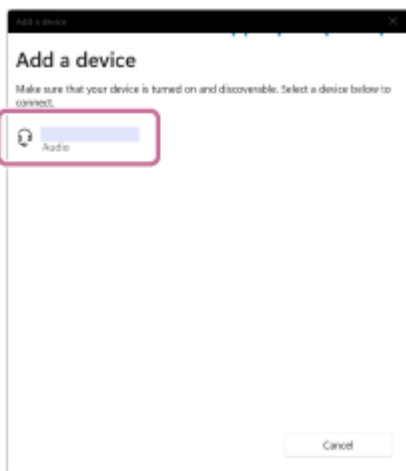 Add a device
Add a device
Make sure that your device is turned on and discoverable. Select a device below to
connect.
Audio
Cancel